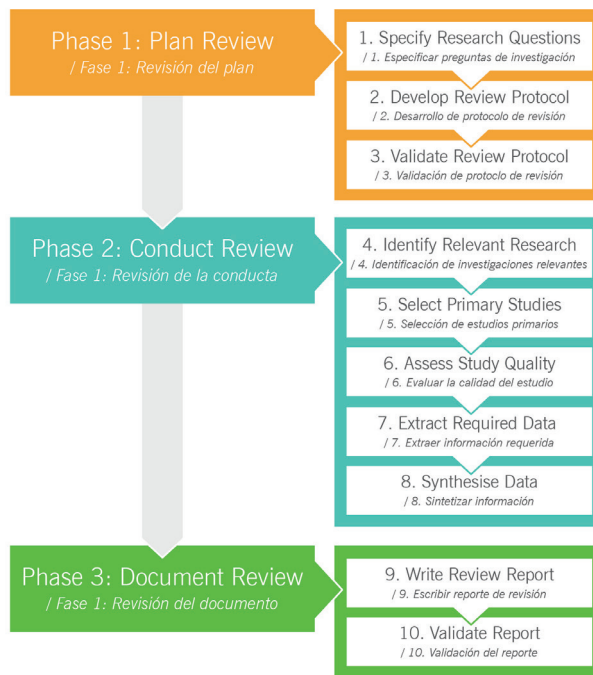 Phase 1: Plan Review
/ Fase 1: Revisión del plan
1. Specify Research Questions
/ 1. Especificar preguntas de investigación
2. Develop Review Protocol
/ 2. Desarrollo de protocolo de revisión
3. Validate Review Protocol
/ 3. Validación de protoclo de revisión
Phase 2: Conduct Review
/ Fase 1: Revisión de la conducta
4. Identify Relevant Research
/ 4. Identificación de investigaciones relevantes
5. Select Primary Studies
/ 5. Selección de estudios primarios
6. Assess Study Quality
/ 6. Evaluar la calidad del estudio
7. Extract Required Data
/ 7. Extraer información requerida
8. Synthesise Data
/ 8. Sintetizar información
Phase 3: Document Review
/ Fase 1: Revisión del documento
9. Write Review Report
/ 9. Escribir reporte de revisión
10. Validate Report
/ 10. Validación del reporte